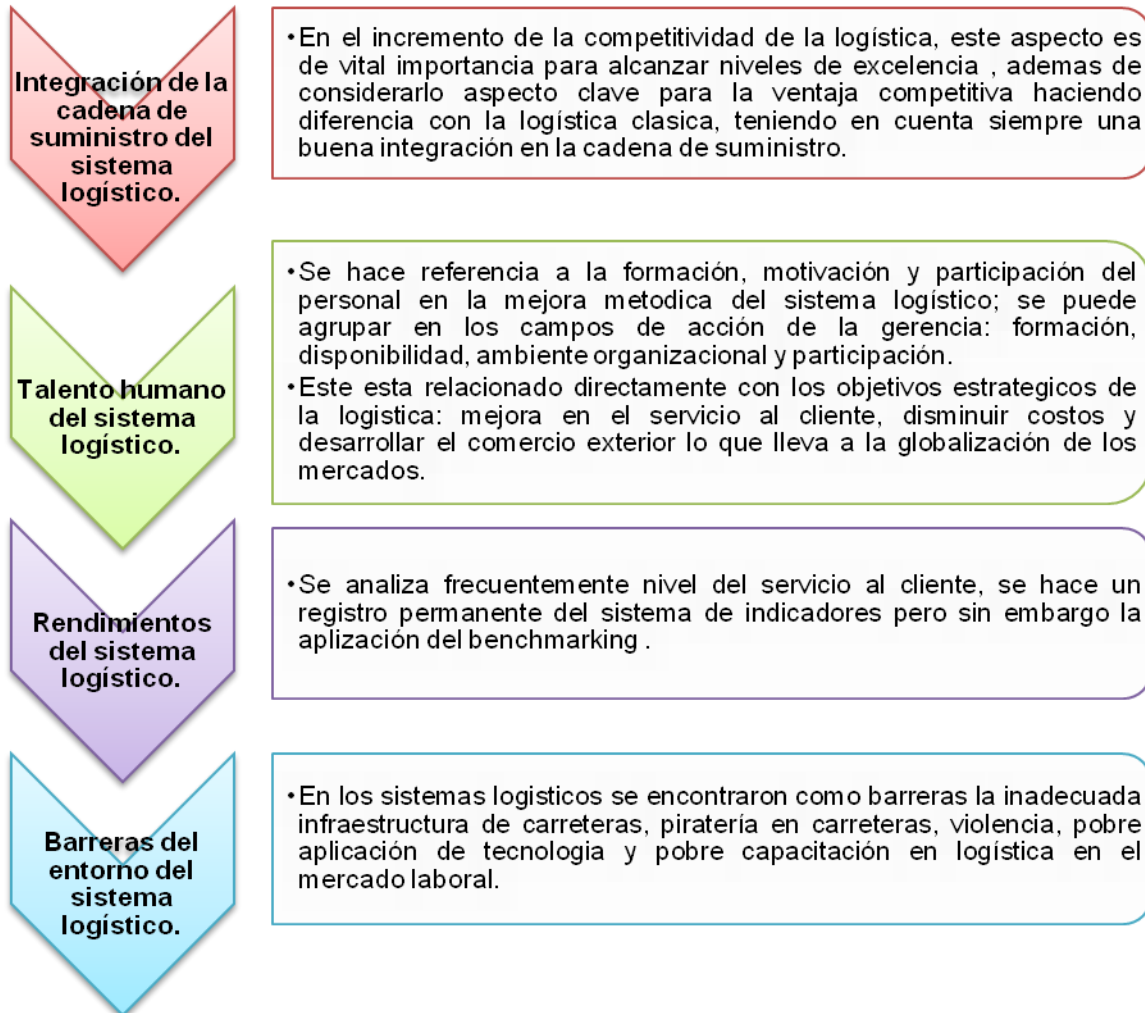 Integración de la
cadena de
suministro del
sistema
logístico.
•En el incremento de la competitividad de la logística, este aspecto es
de vital importancia para alcanzar niveles de excelencia , ademas de
considerarlo aspecto clave para la ventaja competitiva haciendo
diferencia con la logística clasica, teniendo en cuenta siempre una
buena integración en la cadena de suministro.
Talento humano
del sistema
logístico.
•Se hace referencia a la formación, motivación y participación del
personal en la mejora metodica del sistema logístico; se puede
agrupar en los campos de acción de la gerencia: formación,
disponibilidad, ambiente organizacional y participación.
•Este esta relacionado directamente con los objetivos estrategicos de
la logistica: mejora en el servicio al cliente, disminuir costos y
desarrollar el comercio exterior lo que lleva a la globalización de los
mercados.
Rendimientos
del sistema
logístico.
•Se analiza frecuentemente nivel del servicio al cliente, se hace un
registro permanente del sistema de indicadores pero sin embargo la
aplización del benchmarking .
Barreras del
entorno del
sistema
logístico.
•En los sistemas logisticos se encontraron como barreras la inadecuada
infraestructura de carreteras, piratería en carreteras, violencia, pobre
aplicación de tecnologia y pobre capacitación en logística en el
mercado laboral.